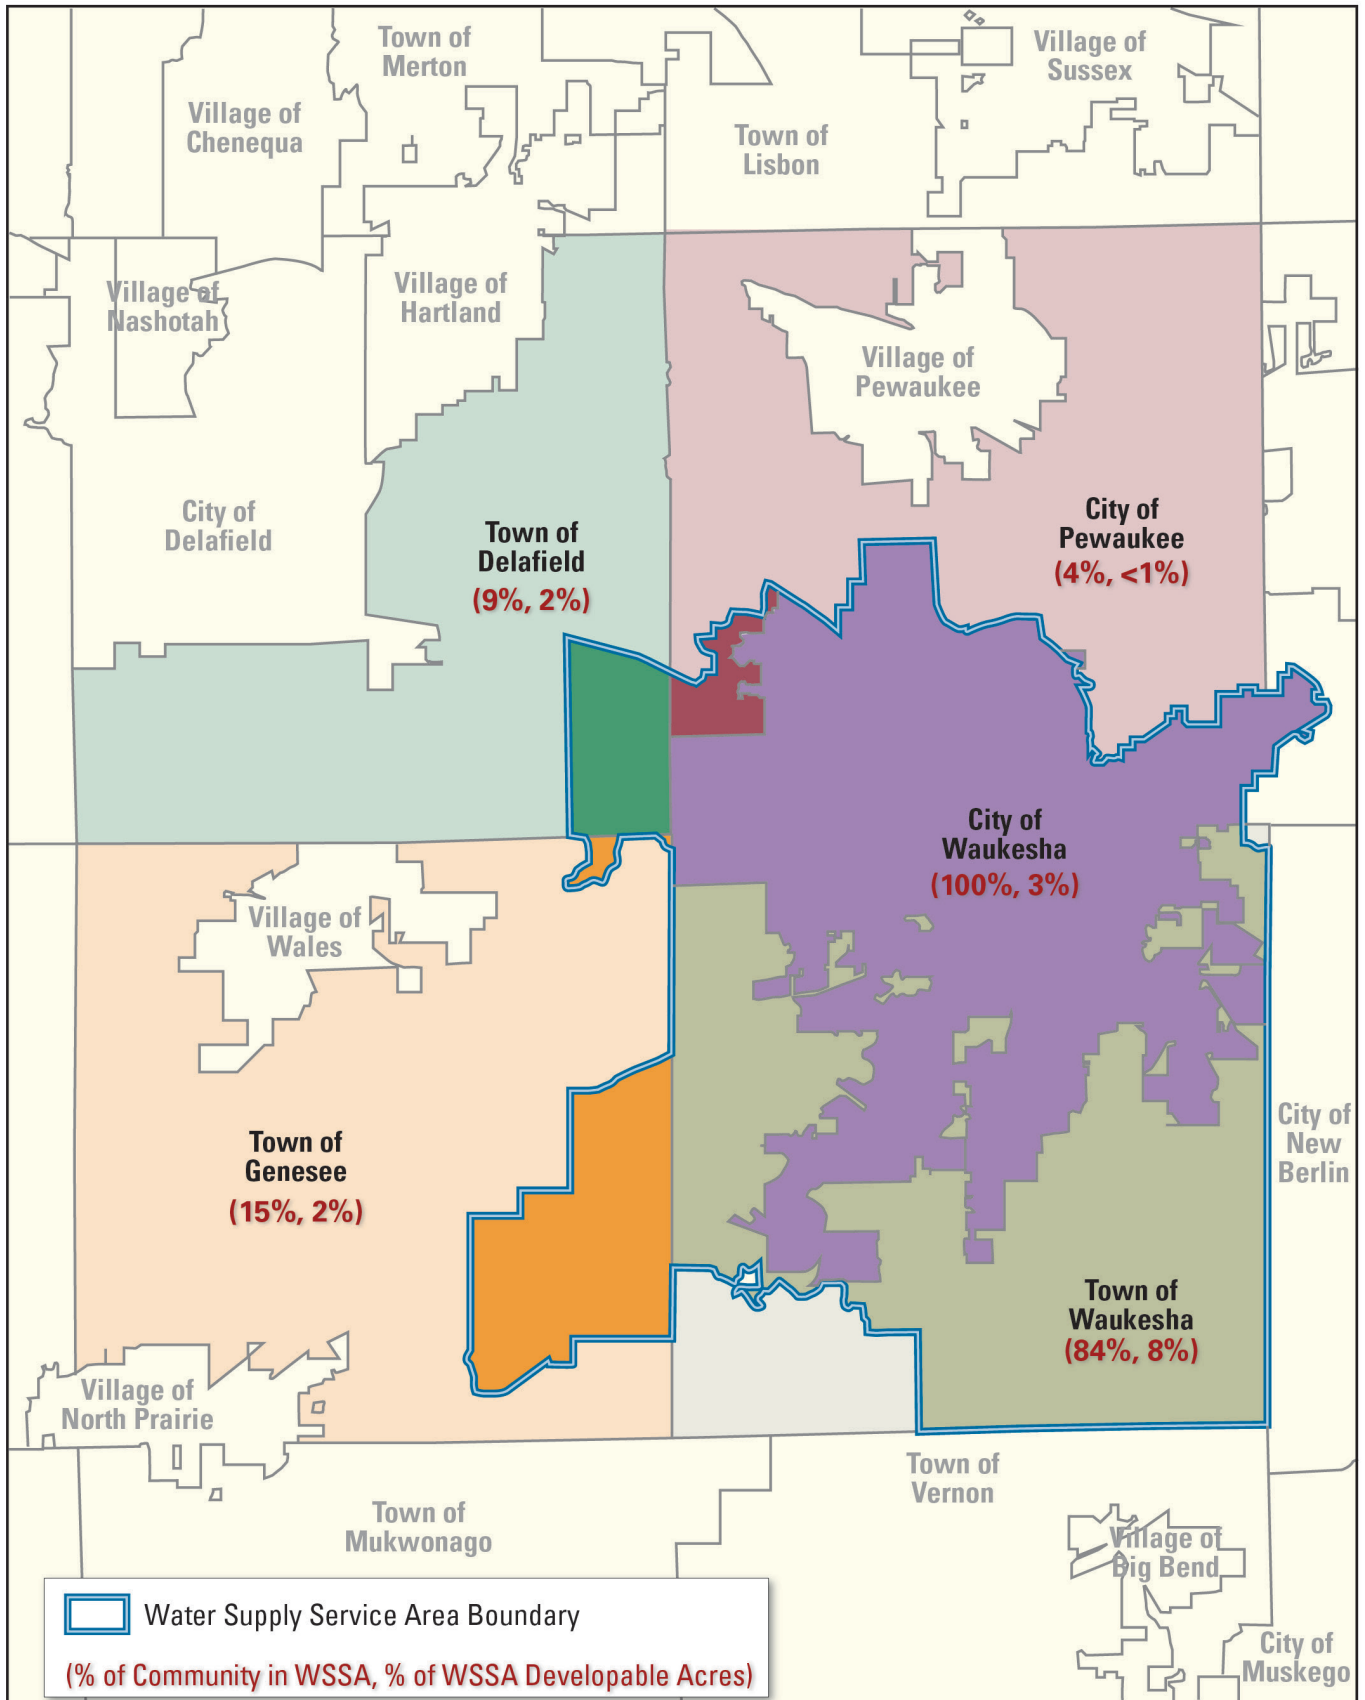 Town of
Merton
Village of
Sussex
Village of
Chenequa
Town of
Lisbon
Village of
Nashotah
Village of
Hartland
Village of
Pewaukee
City of
Delafield
City of
Pewaukee
(4%, <1%)
Town of
Delafield
(9%, 2%)
City of
Waukesha
(100%, 3%)
Village of
Wales
City of
New
Berlin
Town of
Genesee
(15%, 2%)
Town of
Waukesha
(84%, 8%)
Village of
North Prairie
Town of
Vernon
Town of
Mukwonago
Village of
Big Bend
City of
Muskego
Water Supply Service Area Boundary
(% of Community in WSSA, % of WSSA Developable Acres)